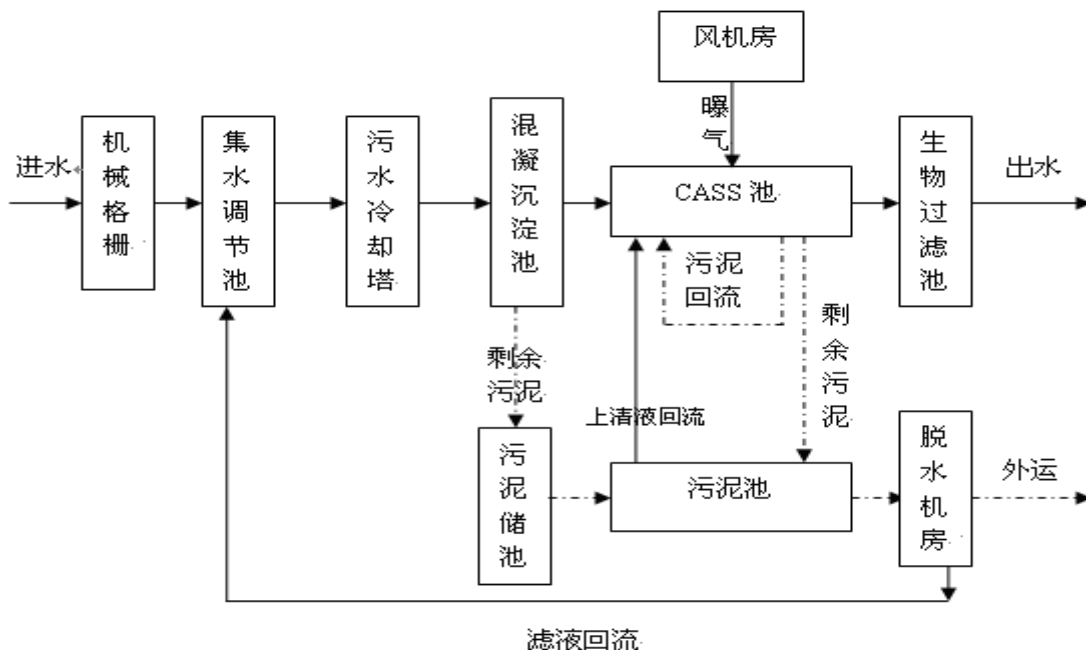 风机房
曝气
进水
机械格栅
集水调节池
污水冷却塔
混凝沉淀池
CASS 池
生物过滤池
出水
污泥
回流
剩余污泥
剩余
污泥
上清液回流
污泥储池
污泥池
脱水机房
外运
滤液回流